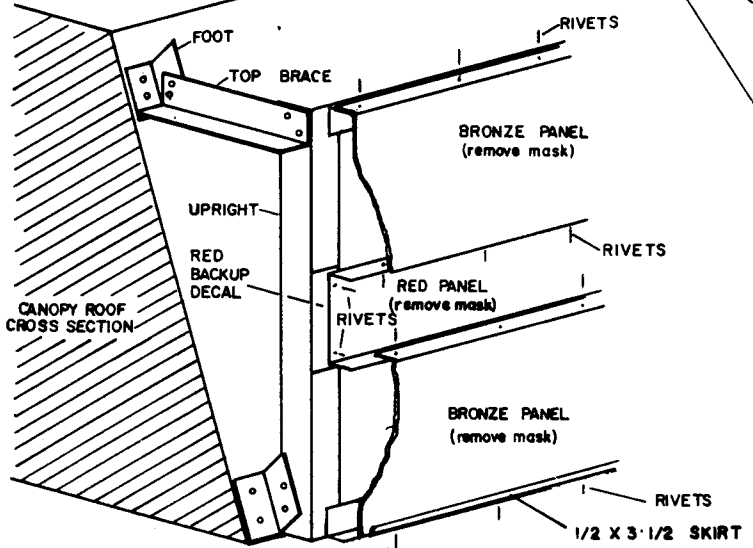 RIVETS
FOOT
TOP BRACE
BRONZE PANEL
(remove mask)
UPRIGHT
RED
BACKUP
DECAL
RIVETS
RED PANEL
(remove mask)
RIVETS
CANOPY ROOF
CROSS SECTION
BRONZE PANEL
(remove mask)
RIVETS
1/2 X 3-1/2 SKIRT